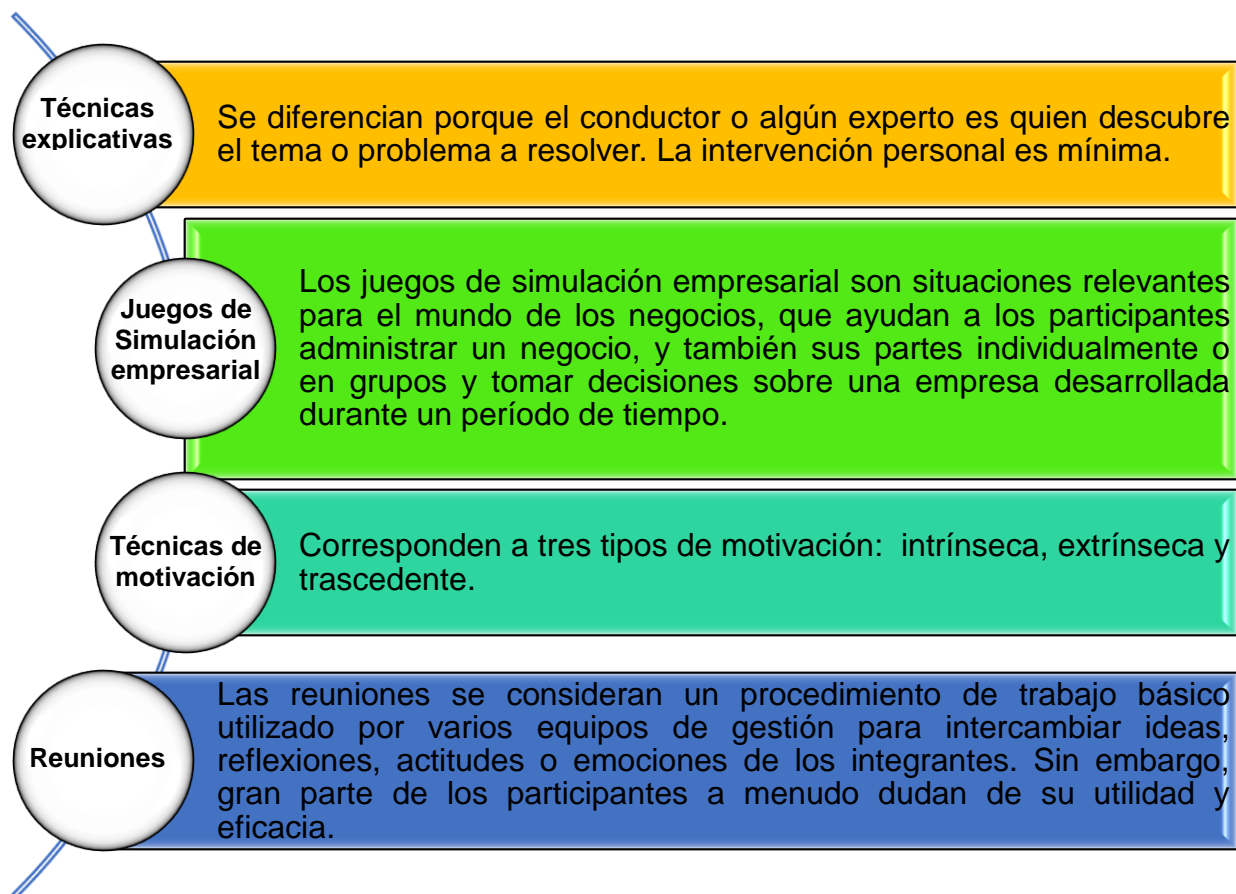 Técnicas
explicativas
Se diferencian porque el conductor o algún experto es quien descubre
el tema o problema a resolver. La intervención personal es mínima.
Juegos de
Simulación
empresarial
Los juegos de simulación empresarial son situaciones relevantes
para el mundo de los negocios, que ayudan a los participantes
administrar un negocio, y también sus partes individualmente o
en grupos y tomar decisiones sobre una empresa desarrollada
durante un período de tiempo.
Técnicas de
motivación
Corresponden a tres tipos de motivación: intrínseca, extrínseca y
trascedente.
Reuniones
Las reuniones se consideran un procedimiento de trabajo básico
utilizado por varios equipos de gestión para intercambiar ideas,
reflexiones, actitudes o emociones de los integrantes. Sin embargo,
gran parte de los participantes a menudo dudan de su utilidad y
eficacia.